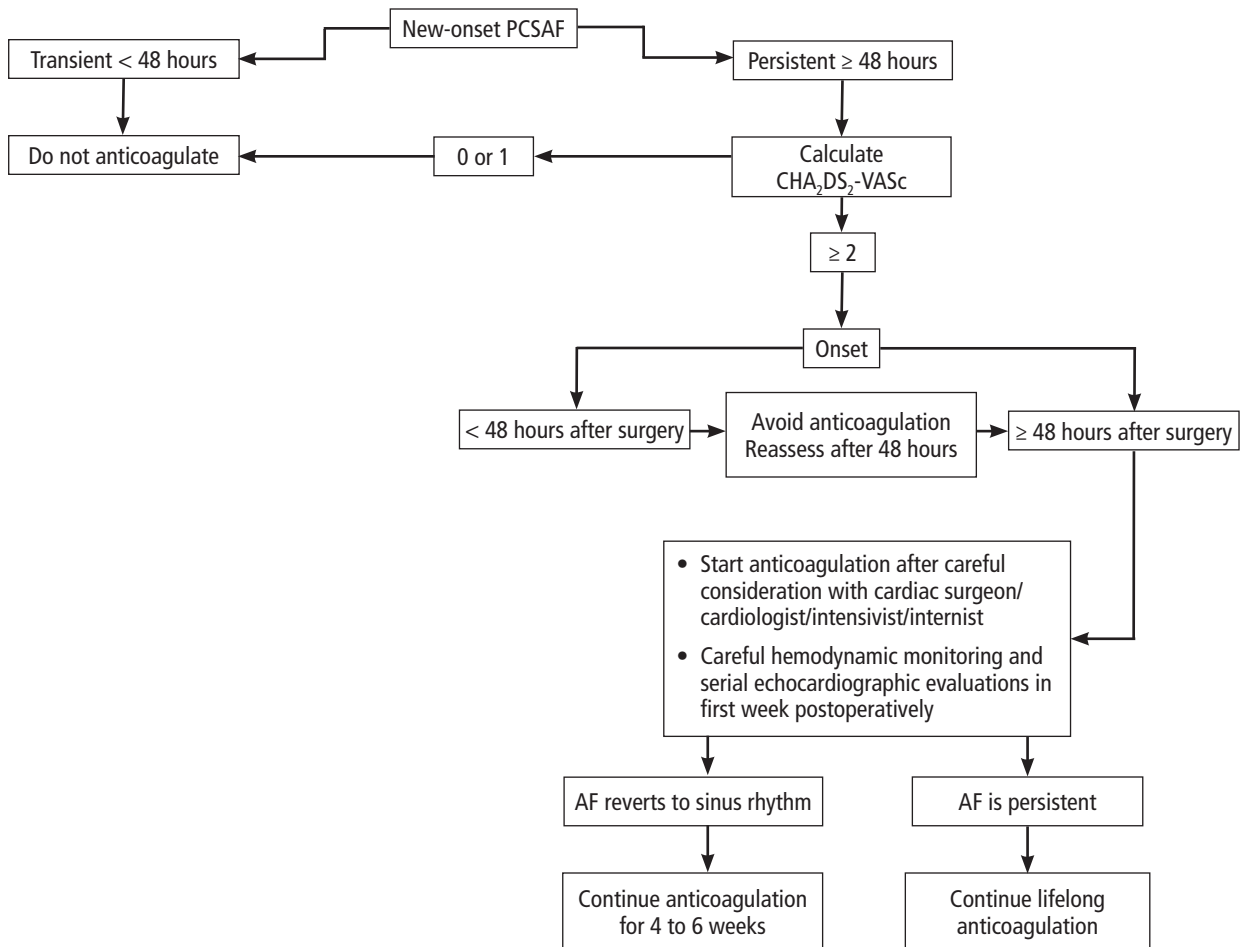 New-onset PCSAF
Transient < 48 hours
Persistent ≥ 48 hours
Do not anticoagulate
0 or 1
Calculate
CHA₂DS₂-VASc
≥ 2
Onset
< 48 hours after surgery
Avoid anticoagulation
Reassess after 48 hours
≥ 48 hours after surgery
• Start anticoagulation after careful
consideration with cardiac surgeon/
cardiologist/intensivist/internist
• Careful hemodynamic monitoring and
serial echocardiographic evaluations in
first week postoperatively
AF reverts to sinus rhythm
AF is persistent
Continue anticoagulation
for 4 to 6 weeks
Continue lifelong
anticoagulation